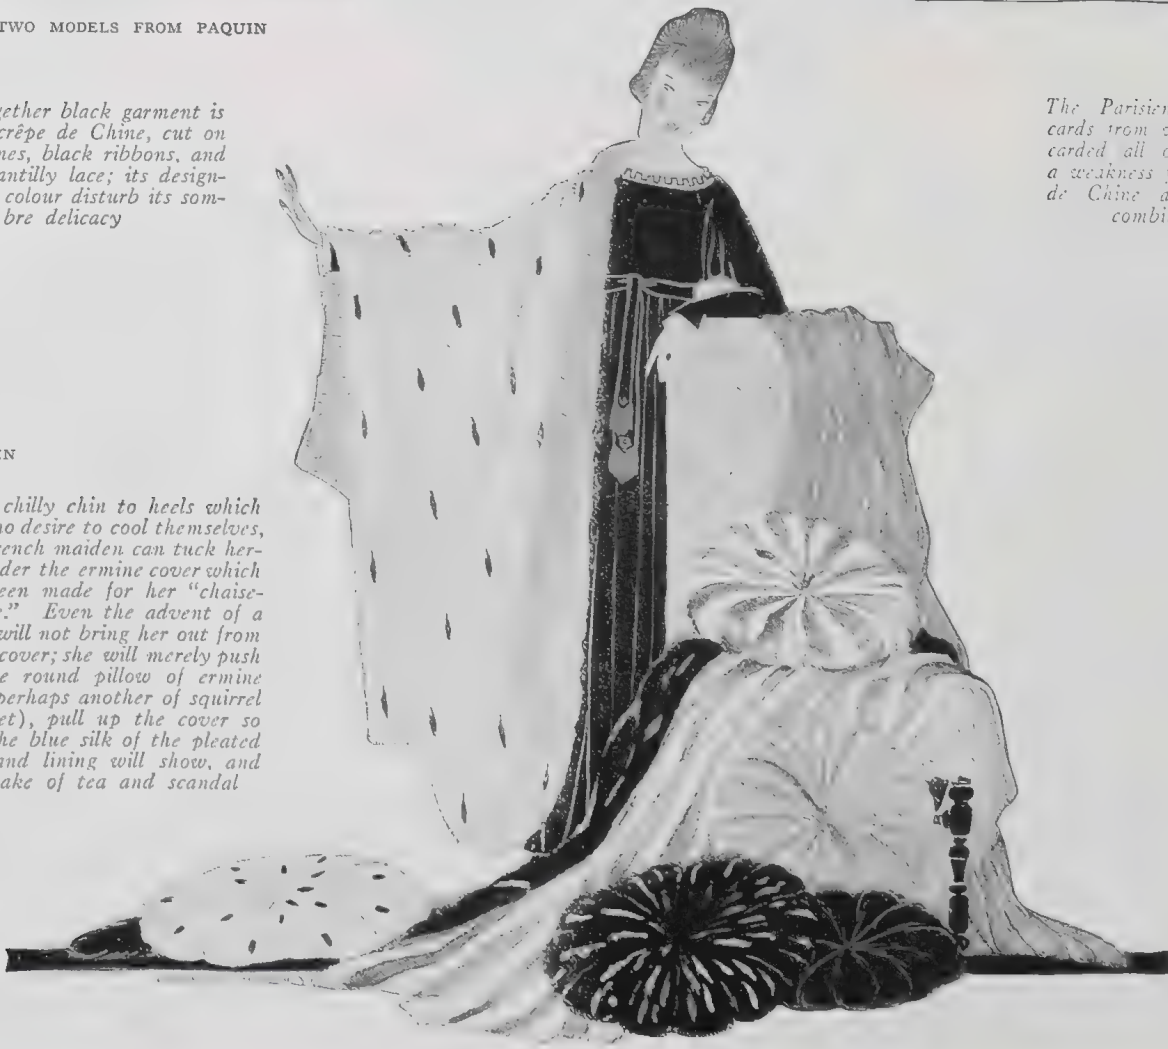 TWO MODELS FROM PAQUIN
gether black garment is
crêpe de Chine, cut on
nes, black ribbons, and
antilly lace; its design-
colour disturb its som-
bre delicacy
IN
chilly chin to heels which
no desire to cool themselves,
rench maiden can tuck her-
der the ermine cover which
een made for her "chaise-
." Even the advent of a
will not bring her out from
cover; she will merely push
e round pillow of ermine
perhaps another of squirrel
et), pull up the cover so
he blue silk of the pleated
and lining will show, and
ake of tea and scandal
The Parisien
cards from
carded all
a weakness
de Chine a
combi